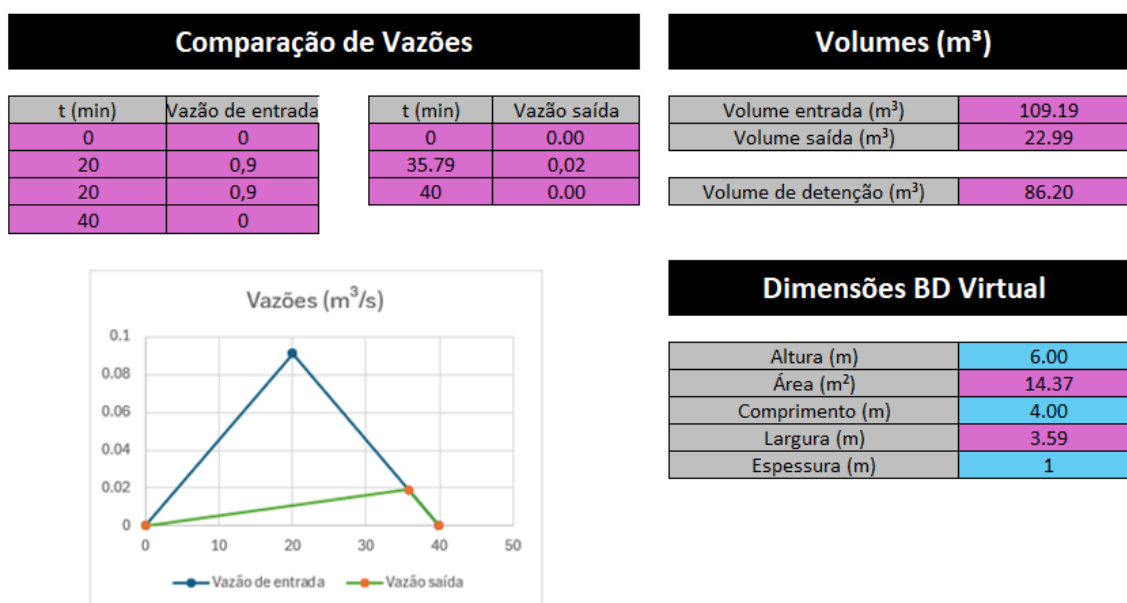 Comparação de Vazões
t (min) Vazão de entrada
0 0
20 0,9
20 0,9
40 0
t (min) Vazão saída
0 0.00
35.79 0,02
40 0.00
Vazões (m³/s)
0.1
0.08
0.06
0.04
0.02
0
0 10 20 30 40 50
Vazão de entrada Vazão saída
Volumes (m³)
Volume entrada (m³) 109.19
Volume saída (m³) 22.99
Volume de detenção (m³) 86.20
Dimensões BD Virtual
Altura (m) 6.00
Área (m²) 14.37
Comprimento (m) 4.00
Largura (m) 3.59
Espessura (m) 1